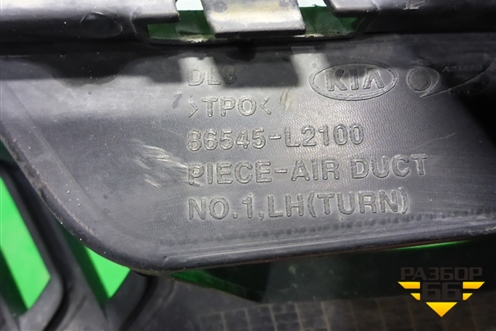 KIA
>TPO<
86545-L2100
PIECE-AIR DUCT
NO.1,LH(TURN)
РАЗБОР
66